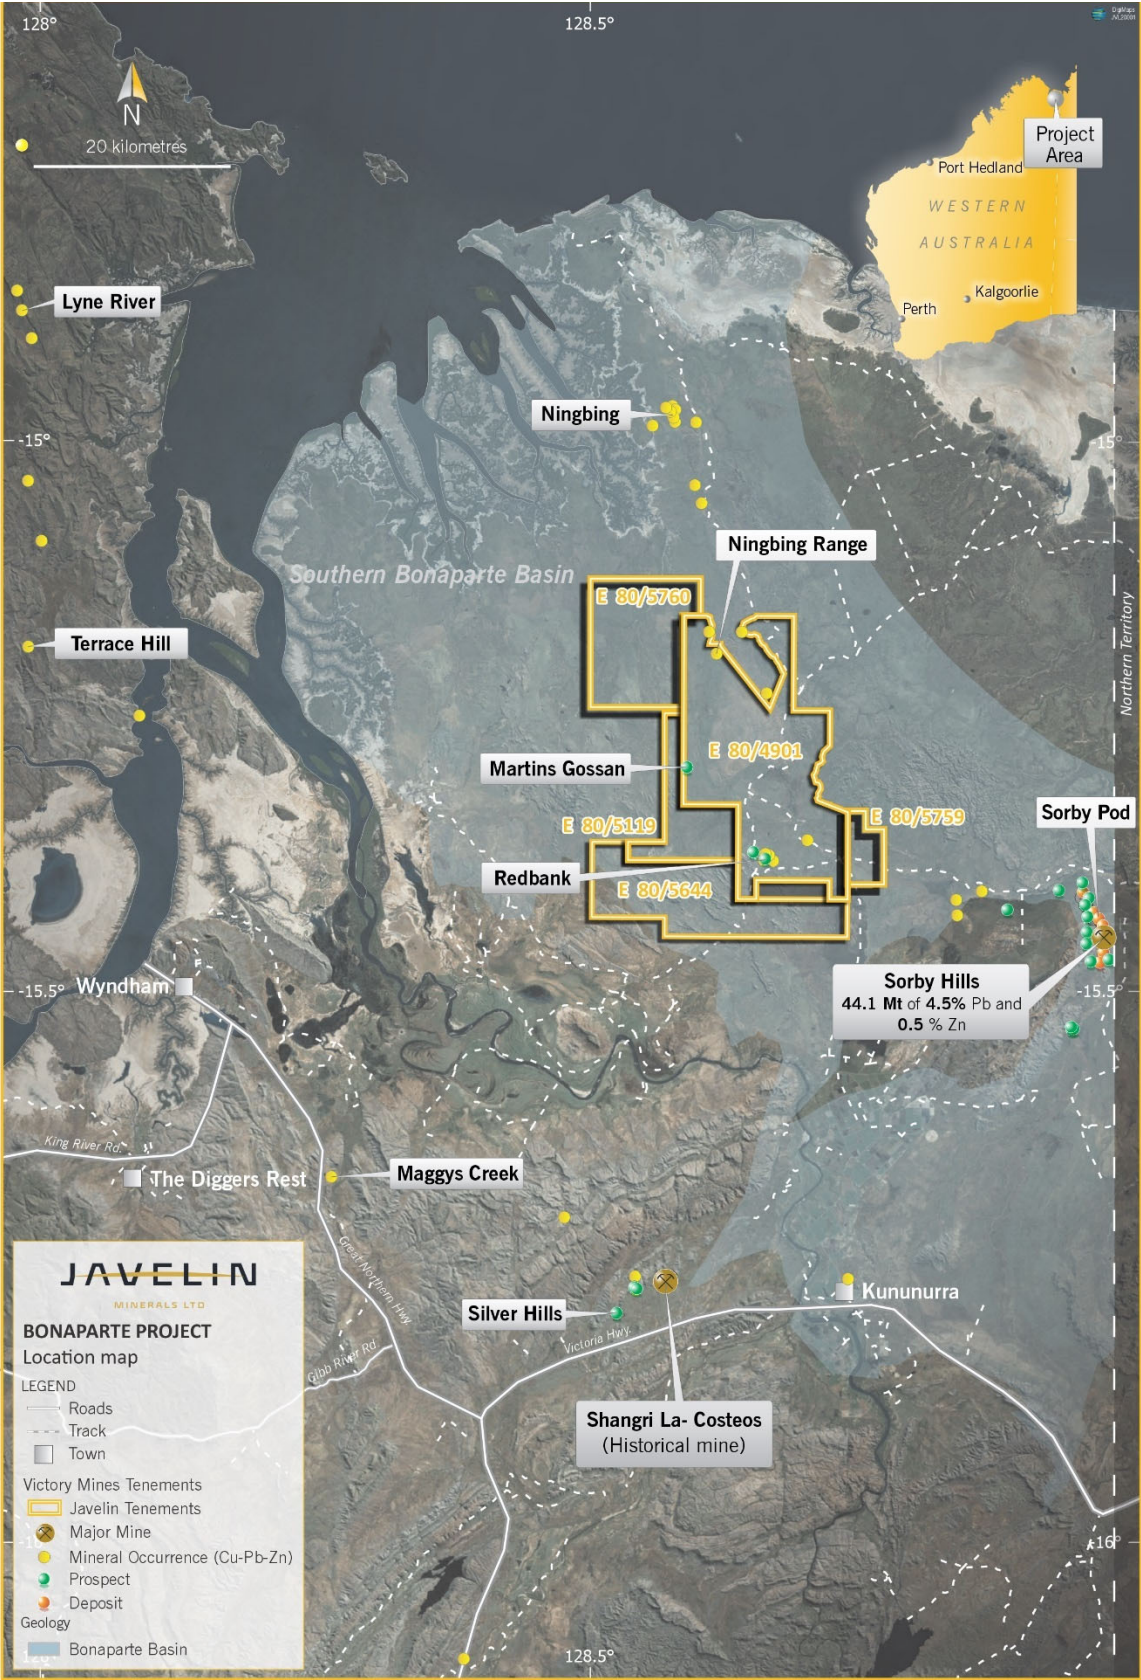 128°
128.5°
DigiMaps
N
20 kilometres
Project
Area
Port Hedland
WESTERN
AUSTRALIA
Kalgoorlie
Perth
Lyne River
Ningbing
-15°
-15°
Ningbing Range
Southern Bonaparte Basin
E 80/5760
Northern Territory
Terrace Hill
E 80/4901
Martins Gossan
Sorby Pod
E 80/5119
E 80/5759
Redbank
E 80/5644
Sorby Hills
44.1 Mt of 4.5% Pb and
0.5 % Zn
Wyndham
-15.5°
King River Rd.
The Diggers Rest
Maggys Creek
Great Northern Hwy
Kununurra
Silver Hills
Victoria Hwy.
Gibb River Rd
Shangri La- Costeos
(Historical mine)
JAVELIN
MINERALS LTD
BONAPARTE PROJECT
Location map
LEGEND
Roads
Track
Town
Victory Mines Tenements
Javelin Tenements
Major Mine
Mineral Occurrence (Cu-Pb-Zn)
Prospect
Deposit
Geology
Bonaparte Basin
-16°
128.5°